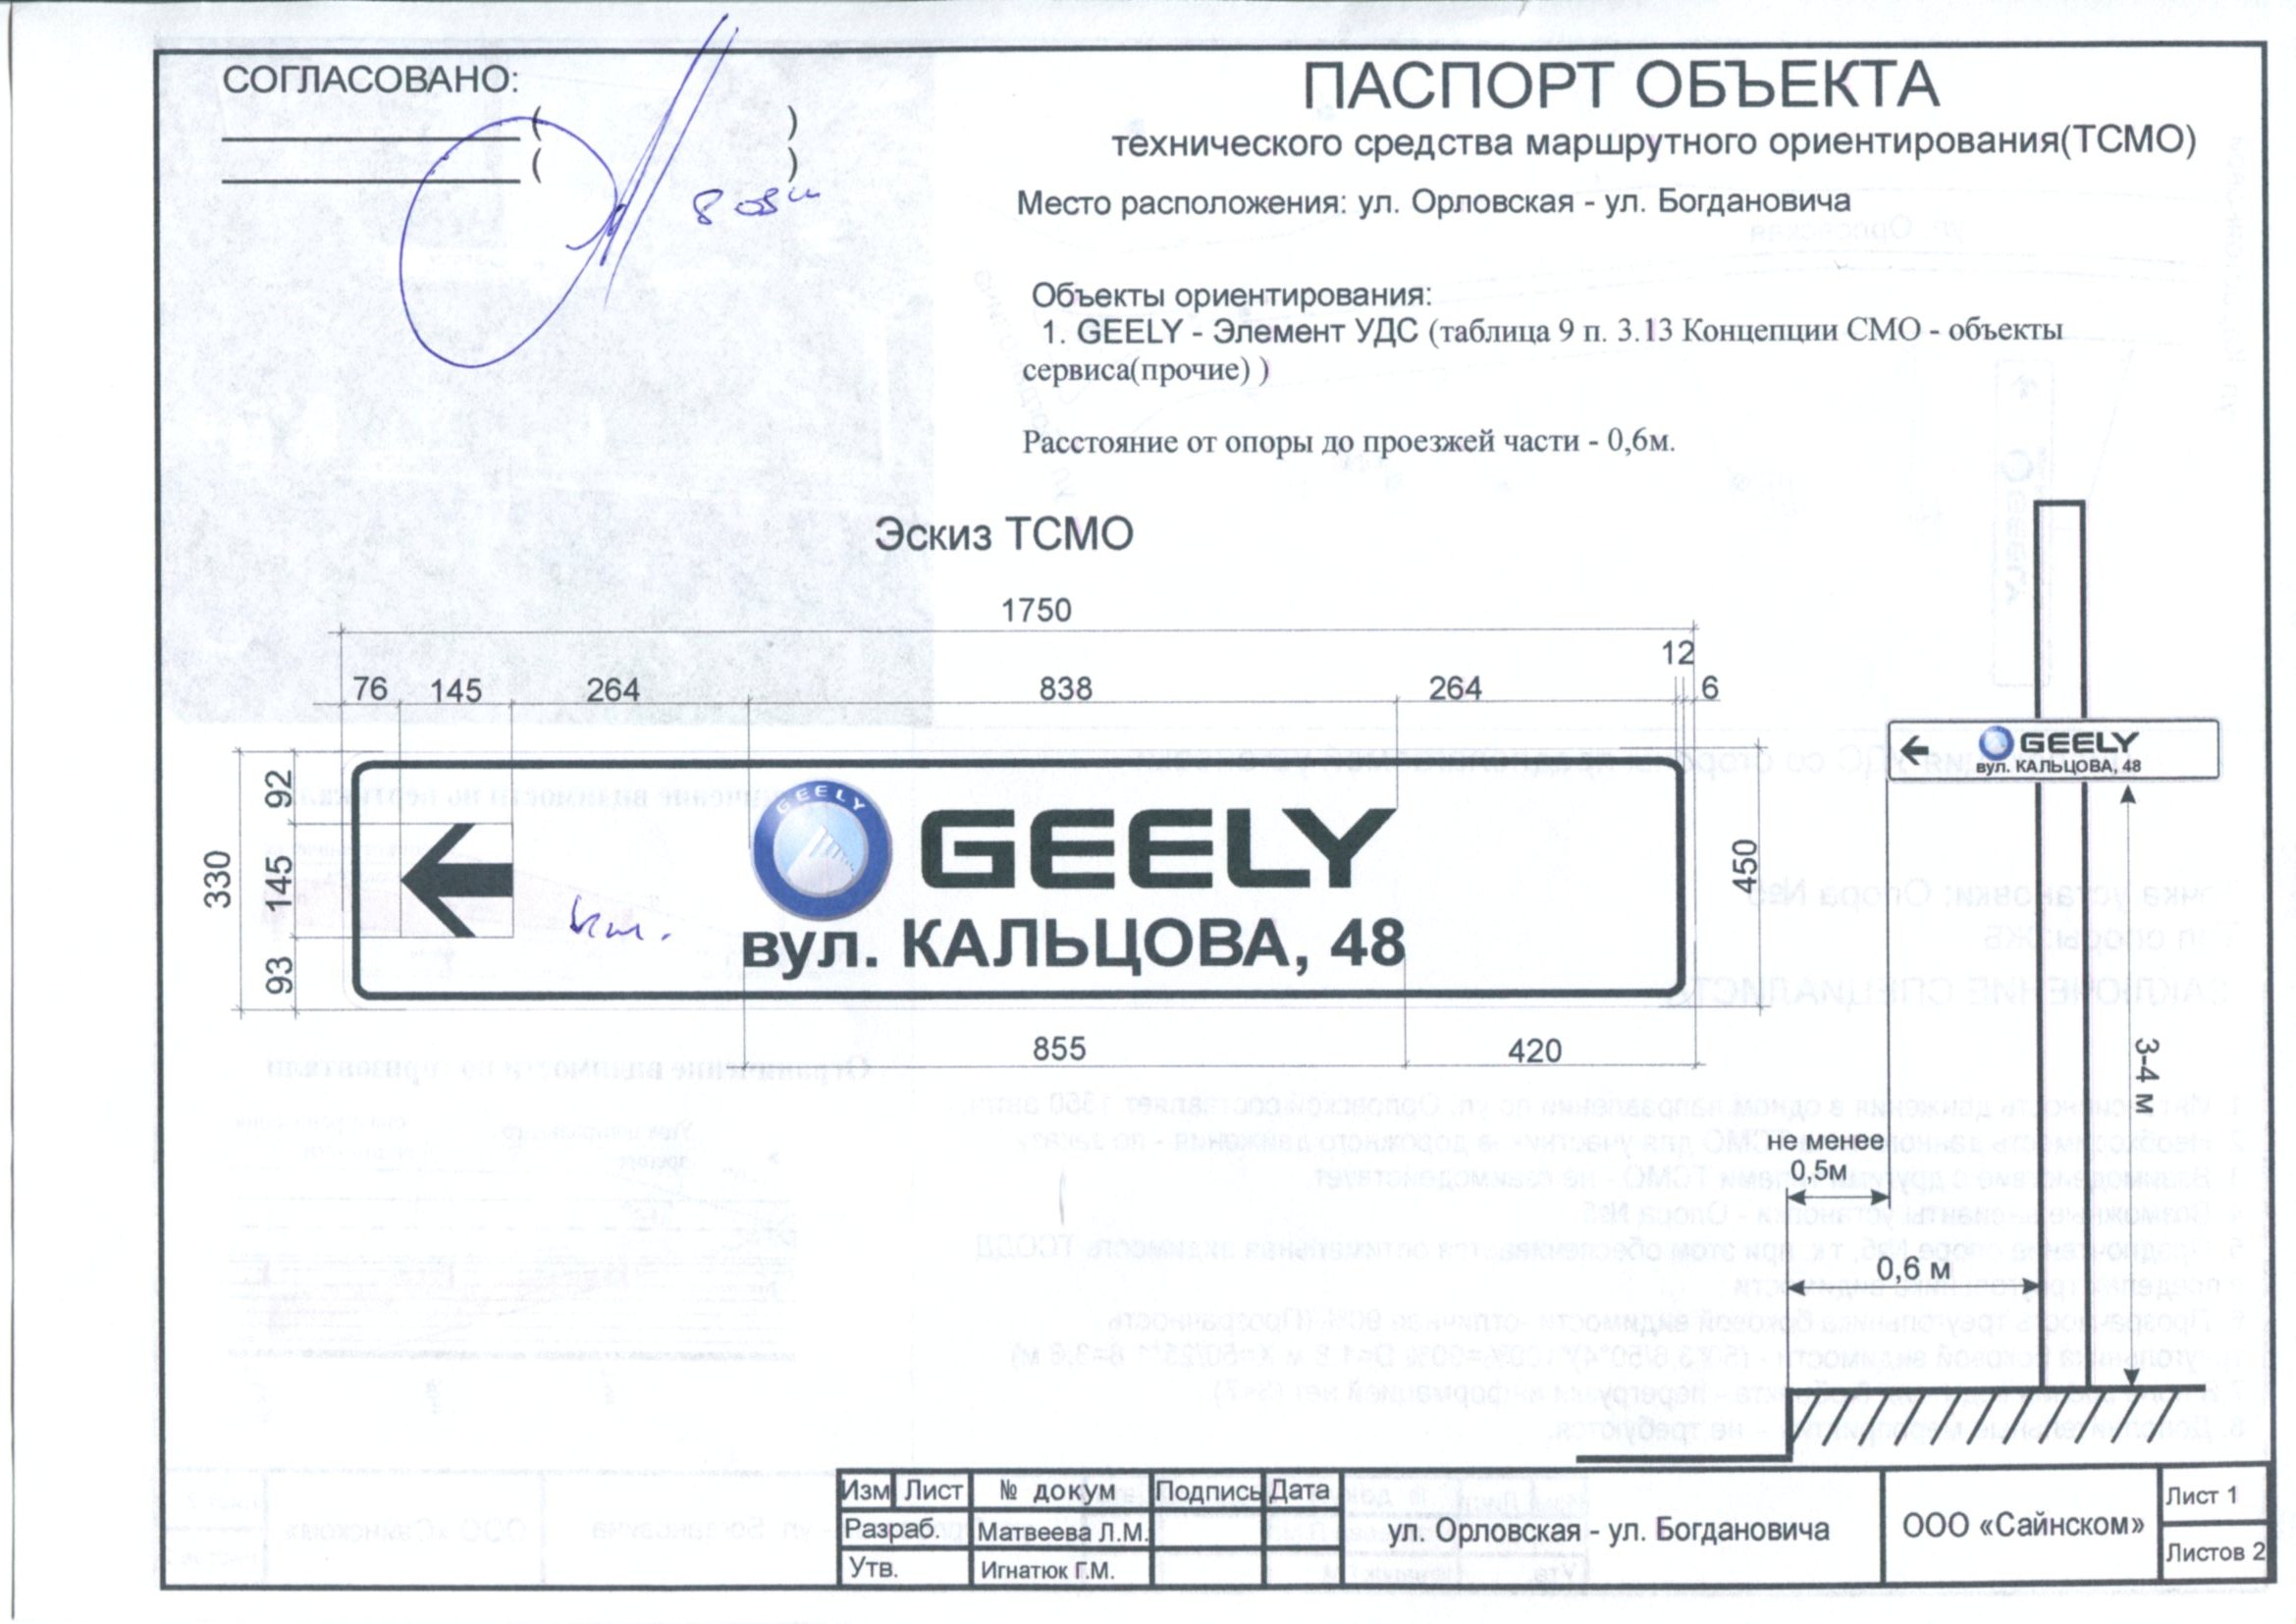 СОГЛАСОВАНО:
( )
( )
ПАСПОРТ ОБЪЕКТА
технического средства маршрутного ориентирования(ТСМО)
Место расположения: ул. Орловская - ул. Богдановича
Объекты ориентирования:
1. GEELY - Элемент УДС (таблица 9 п. 3.13 Концепции СМО - объекты
сервиса(прочие) )
Расстояние от опоры до проезжей части - 0,6м.
Эскиз ТСМО
1750
12
76 145 264 838 264 6
330
92
145
93
GEELY
GEELY
вул. КАЛЬЦОВА, 48
450
855 420
GEELY
вул. КАЛЬЦОВА, 48
3-4 м
не менее
0,5м
0,6 м
Изм Лист № докум Подпись Дата
Разраб. Матвеева Л.М.
Утв. Игнатюк Г.М.
ул. Орловская - ул. Богдановича
ООО «Сайнском»
Лист 1
Листов 2